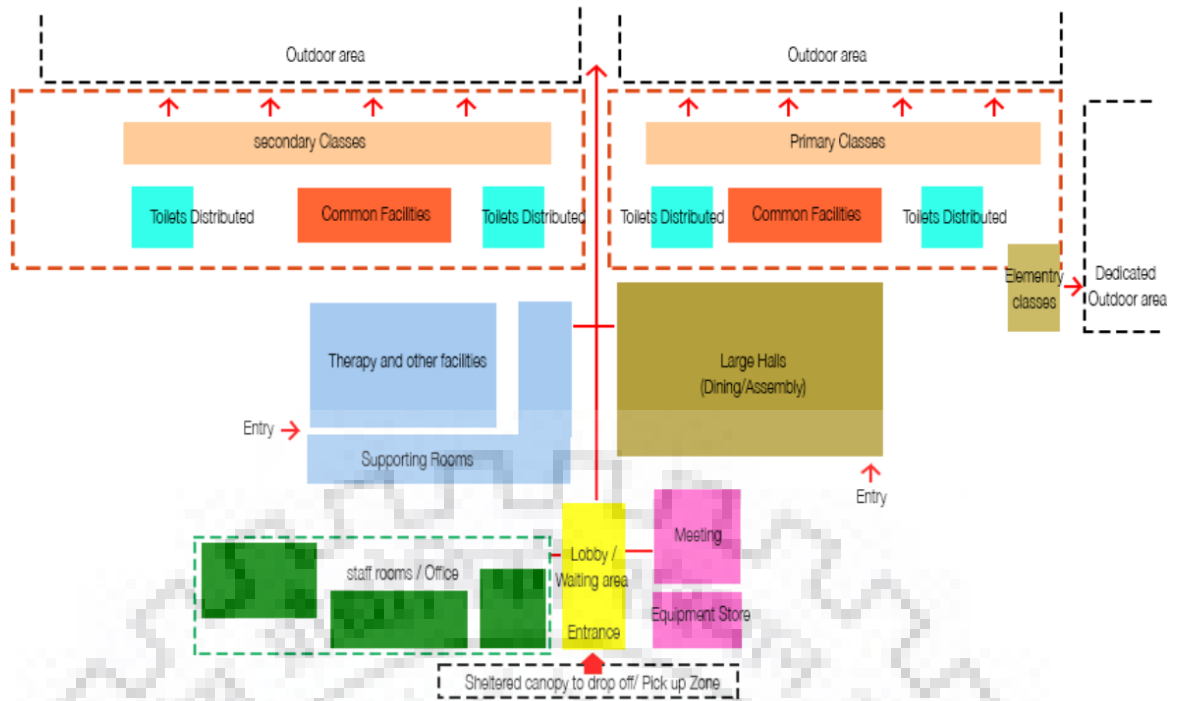 Outdoor area
Outdoor area
secondary Classes
Primary Classes
Toilets Distributed
Common Facilities
Toilets Distributed
Toilets Distributed
Common Facilities
Toilets Distributed
Elementry
classes
Dedicated
Outdoor area
Therapy and other facilities
Large Halls
(Dining/Assembly)
Entry
Supporting Rooms
Entry
Meeting
Lobby /
Waiting area
staff rooms / Office
Equipment Store
Entrance
Sheltered canopy to drop off/ Pick up Zone